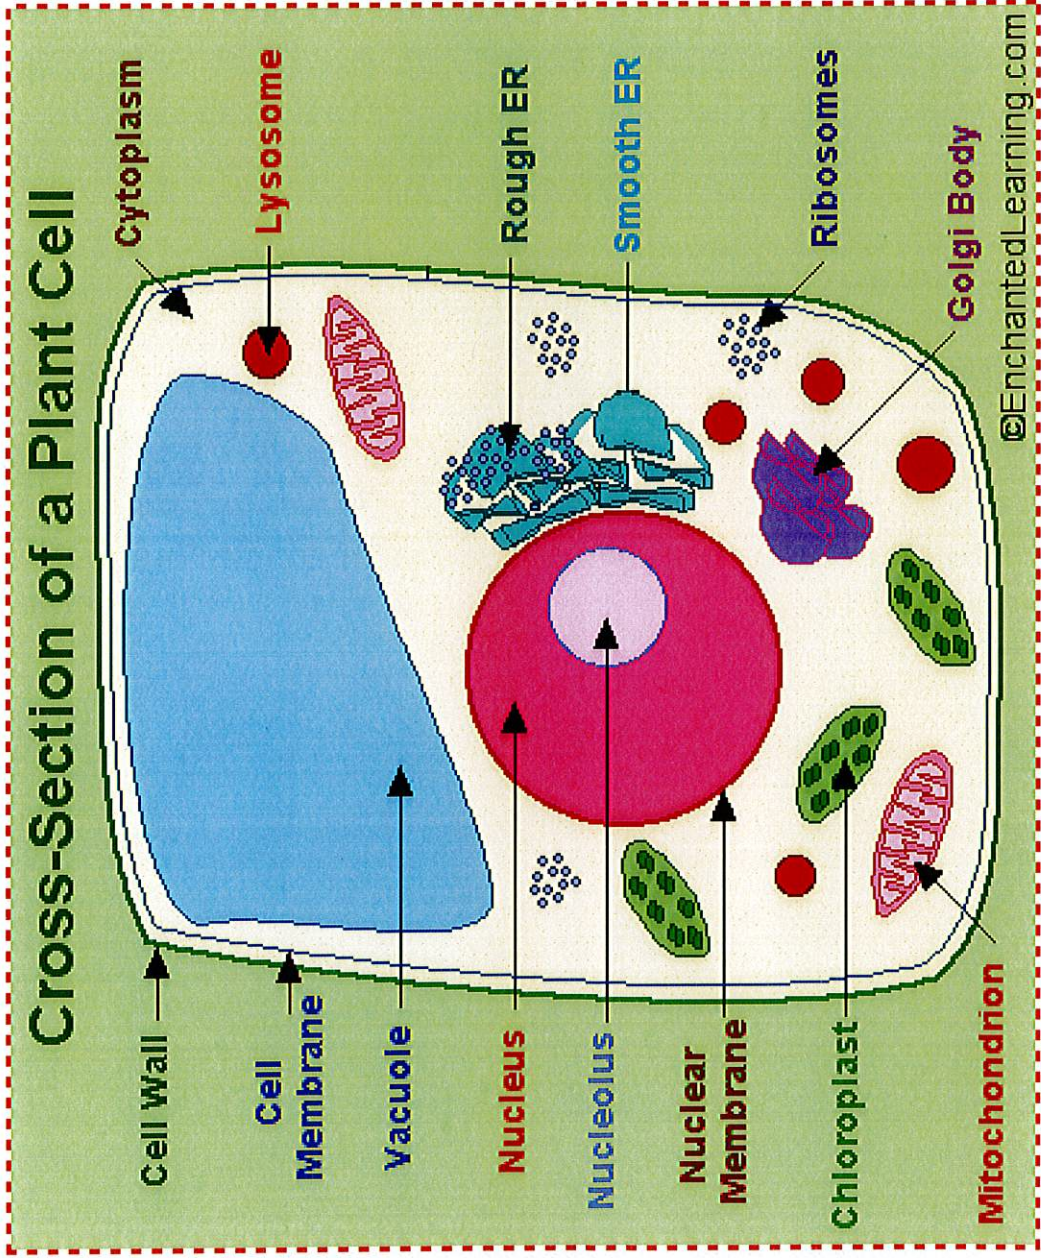 Cross-Section of a Plant Cell
Cell Wall
Cell
Membrane
Vacuole
Nucleus
Nucleolus
Nuclear
Membrane
Chloroplast
Mitochondrion
Cytoplasm
Lysosome
Rough ER
Smooth ER
Ribosomes
Golgi Body
©EnchantedLearning.com